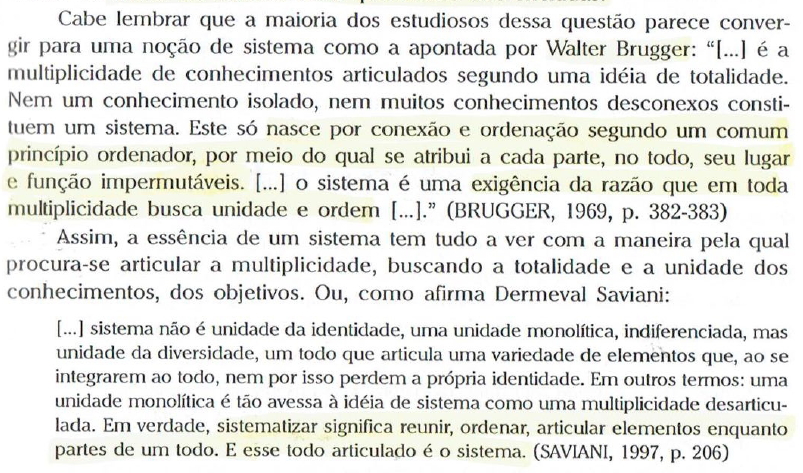 Cabe lembrar que a maioria dos estudiosos dessa questão parece conver-
gir para uma noção de sistema como a apontada por Walter Brugger: “[...] é a
multiplicidade de conhecimentos articulados segundo uma idéia de totalidade.
Nem um conhecimento isolado, nem muitos conhecimentos desconexos consti-
tuem um sistema. Este só nasce por conexão e ordenação segundo um comum
princípio ordenador, por meio do qual se atribui a cada parte, no todo, seu lugar
e função impermutáveis. [...] o sistema é uma exigência da razão que em toda
multiplicidade busca unidade e ordem [...].” (BRUGGER, 1969, p. 382-383)
Assim, a essência de um sistema tem tudo a ver com a maneira pela qual
procura-se articular a multiplicidade, buscando a totalidade e a unidade dos
conhecimentos, dos objetivos. Ou, como afirma Dermeval Saviani:
[...] sistema não é unidade da identidade, uma unidade monolítica, indiferenciada, mas
unidade da diversidade, um todo que articula uma variedade de elementos que, ao se
integrarem ao todo, nem por isso perdem a própria identidade. Em outros termos: uma
unidade monolítica é tão avessa à idéia de sistema como uma multiplicidade desarticu-
lada. Em verdade, sistematizar significa reunir, ordenar, articular elementos enquanto
partes de um todo. E esse todo articulado é o sistema. (SAVIANI, 1997, p. 206)